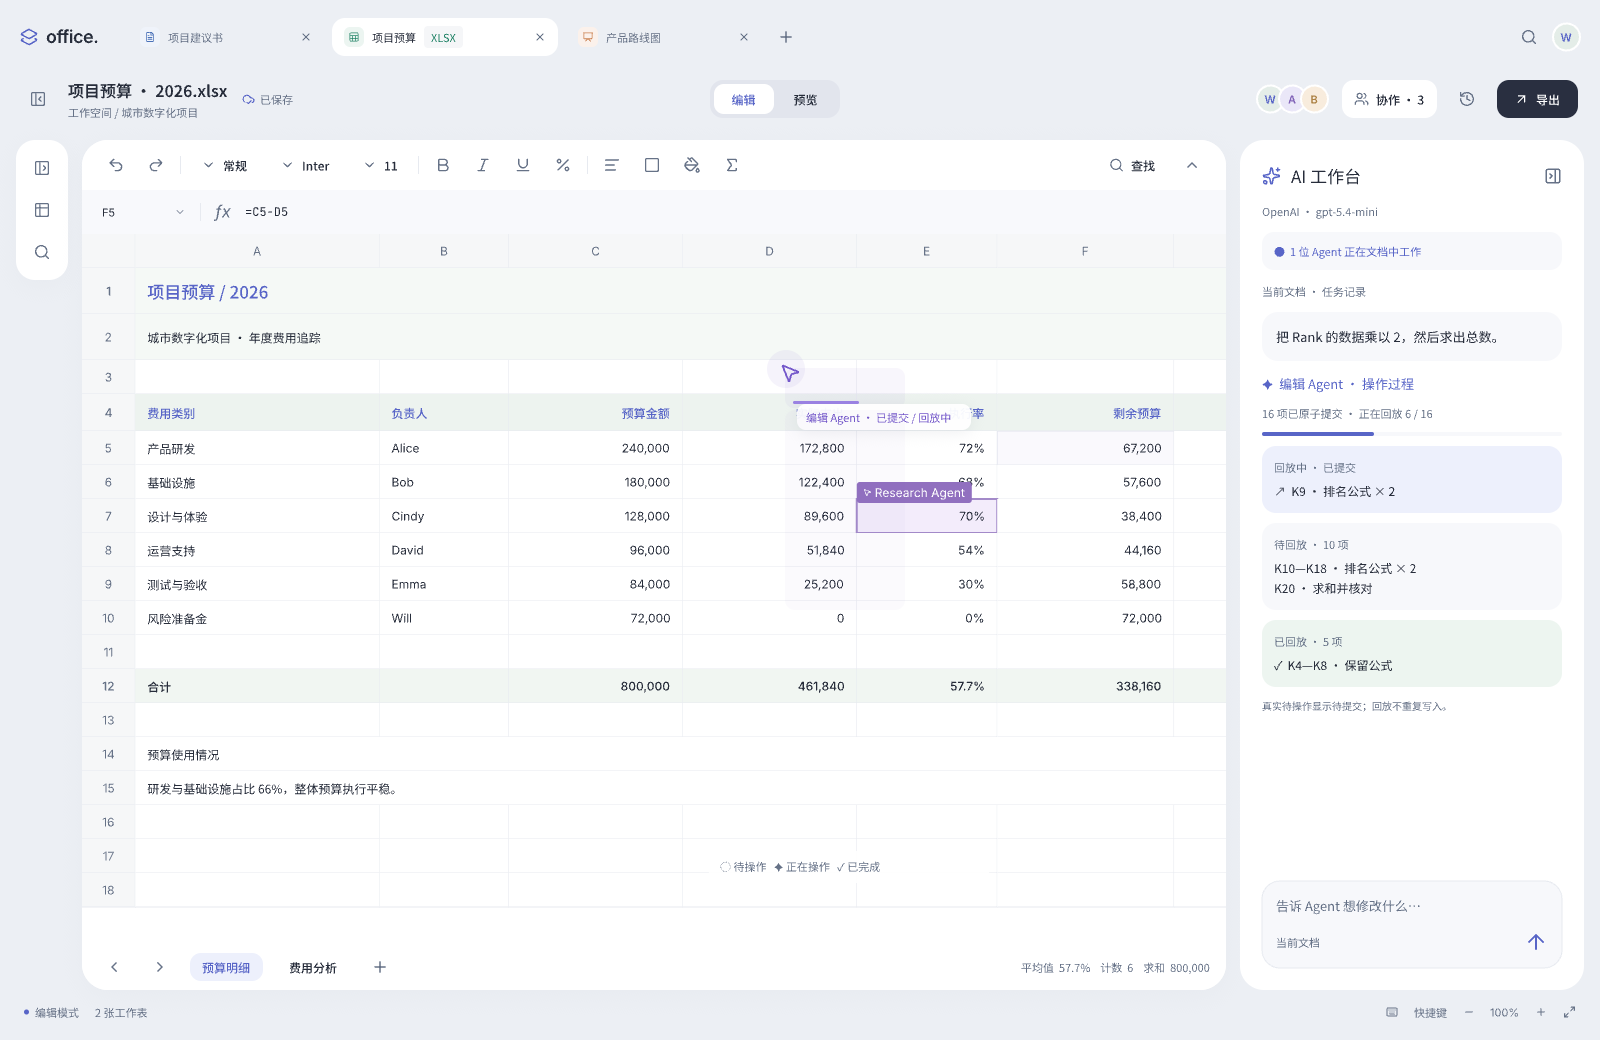 office.
项目建议书
项目预算 XLSX
产品路线图
W
项目预算 · 2026.xlsx
已保存
工作空间 / 城市数字化项目
编辑 预览
W A B
协作 · 3
导出
常规 Inter 11
B I U % Σ
查找
F5 fx =C5-D5
A B C D E F
1 项目预算 / 2026
2 城市数字化项目 · 年度费用追踪
3
4 费用类别 负责人 预算金额 率 剩余预算
编辑 Agent · 已提交 / 回放中
5 产品研发 Alice 240,000 172,800 72% 67,200
6 基础设施 Bob 180,000 122,400 68% 57,600
Research Agent
7 设计与体验 Cindy 128,000 89,600 70% 38,400
8 运营支持 David 96,000 51,840 54% 44,160
9 测试与验收 Emma 84,000 25,200 30% 58,800
10 风险准备金 Will 72,000 0 0% 72,000
11
12 合计 800,000 461,840 57.7% 338,160
13
14 预算使用情况
15 研发与基础设施占比 66%，整体预算执行平稳。
16
17
待操作 正在操作 ✓已完成
18
预算明细 费用分析
平均值 57.7% 计数 6 求和 800,000
AI 工作台
OpenAI · gpt-5.4-mini
1 位 Agent 正在文档中工作
当前文档 · 任务记录
把 Rank 的数据乘以 2，然后求出总数。
编辑 Agent · 操作过程
16 项已原子提交 · 正在回放 6 / 16
回放中 · 已提交
↗ K9 · 排名公式 × 2
待回放 · 10 项
K10—K18 · 排名公式 × 2
K20 · 求和并核对
已回放 · 5 项
✓ K4—K8 · 保留公式
真实待操作显示待提交；回放不重复写入。
告诉 Agent 想修改什么…
当前文档
编辑模式 2 张工作表
快捷键 − 100% +